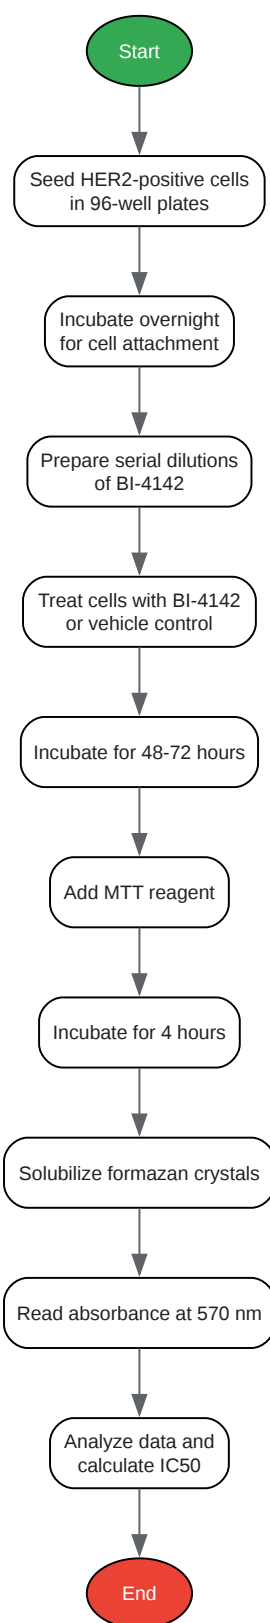 Start
Seed HER2-positive cells
in 96-well plates
Incubate overnight
for cell attachment
Prepare serial dilutions
of BI-4142
Treat cells with BI-4142
or vehicle control
Incubate for 48-72 hours
Add MTT reagent
Incubate for 4 hours
Solubilize formazan crystals
Read absorbance at 570 nm
Analyze data and
calculate IC50
End